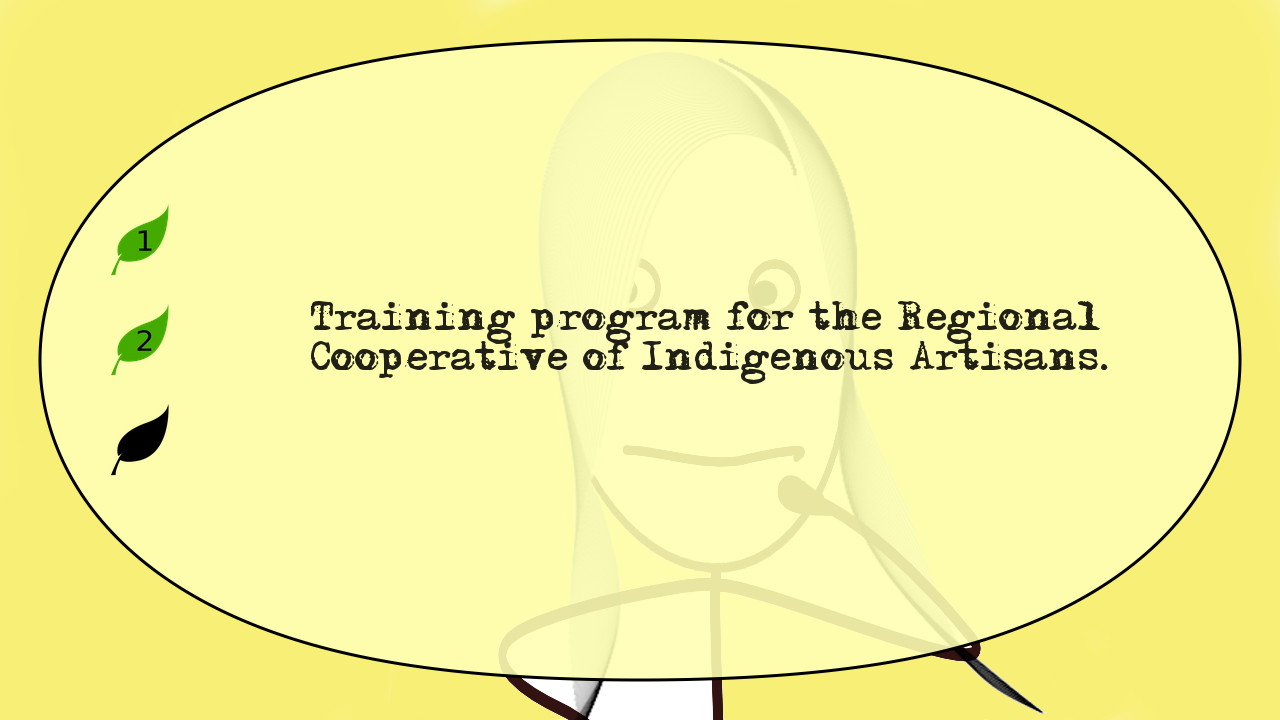 1
2
Training program for the Regional
Cooperative of Indigenous Artisans.